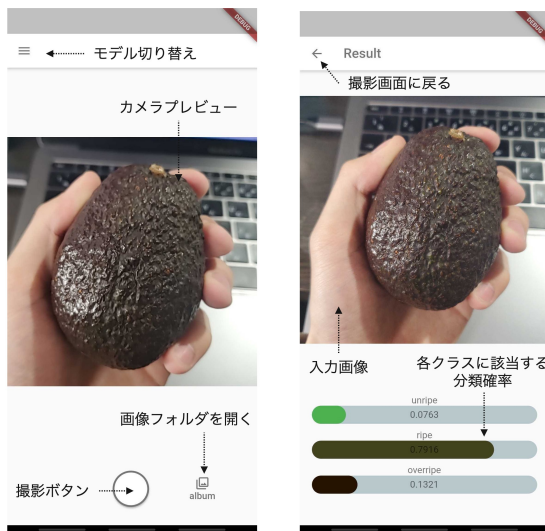 DEBUG
モデル切り替え
カメラプレビュー
画像フォルダを開く
撮影ボタン
album
DEBUG
Result
撮影画面に戻る
入力画像
各クラスに該当する
分類確率
unripe
0.0763
ripe
0.7916
overripe
0.1321